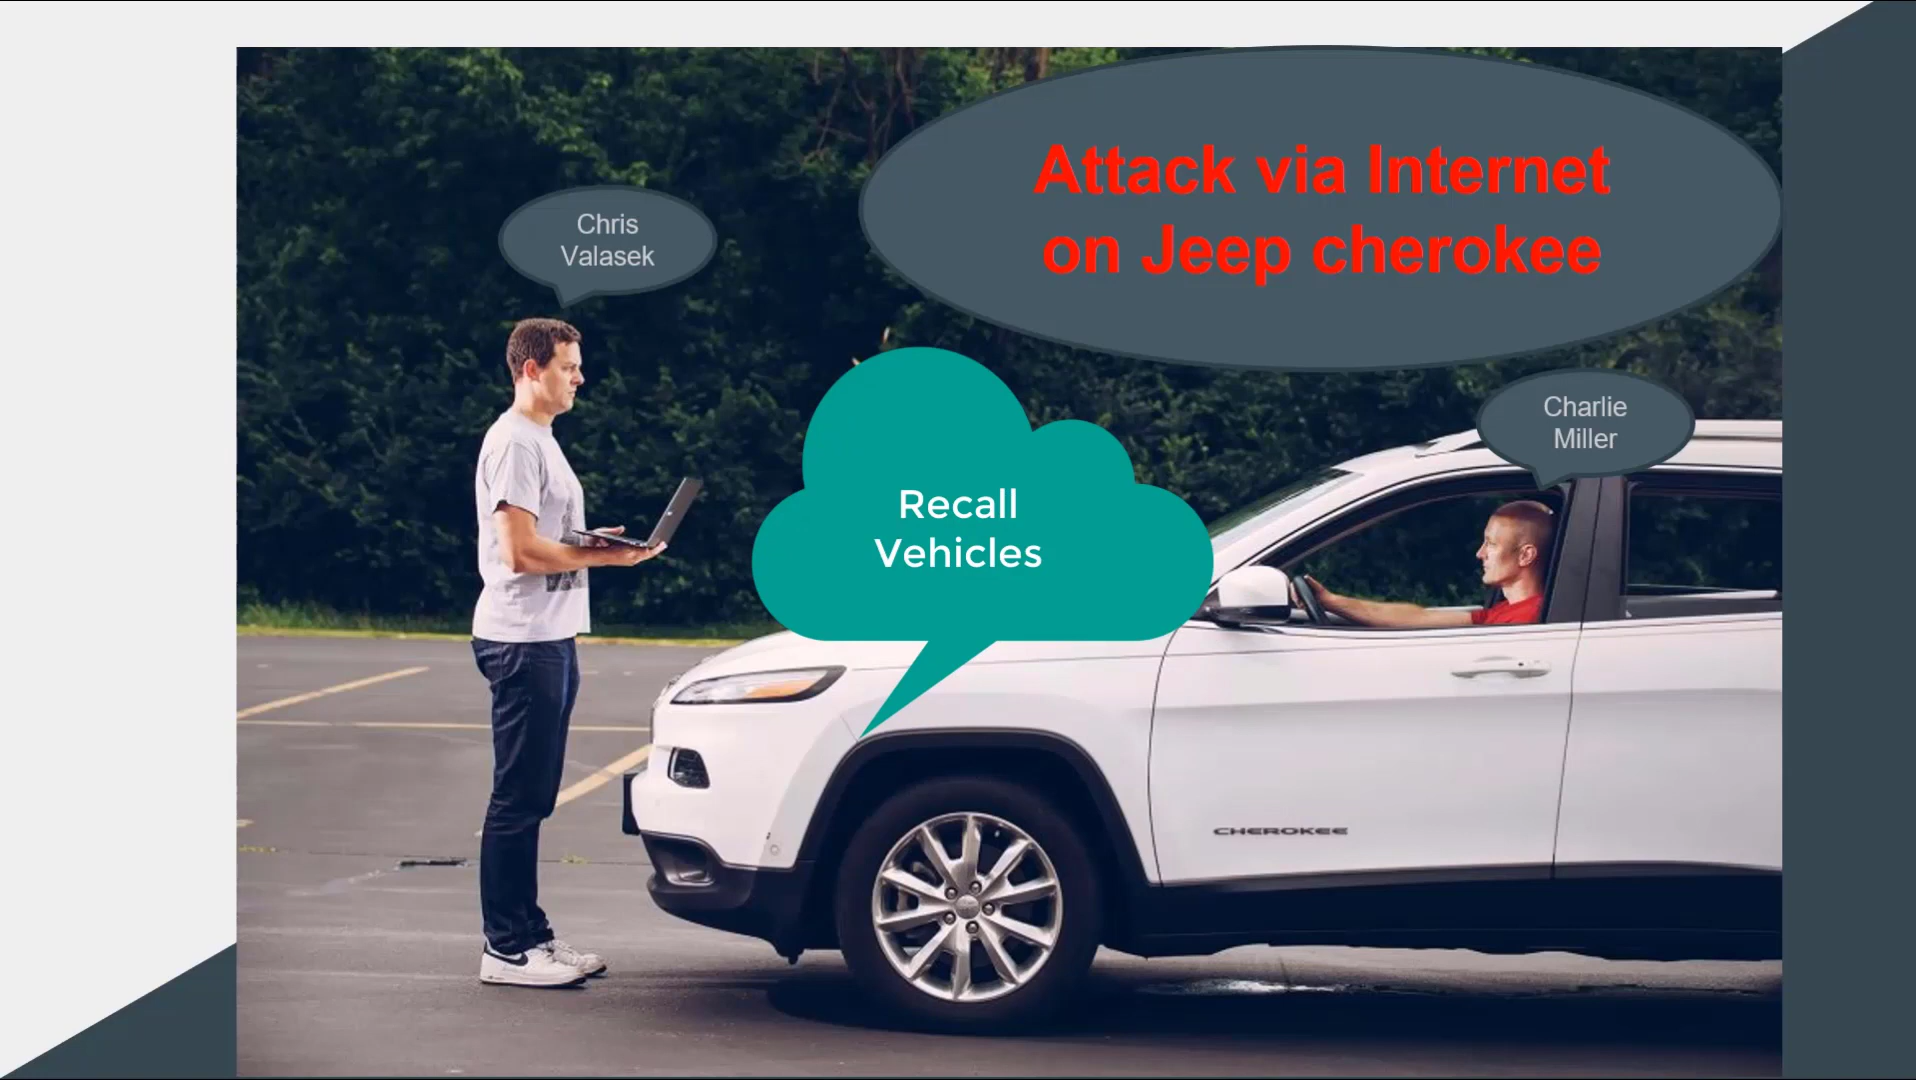 Attack via Internet
on Jeep cherokee
Chris
Valasek
Charlie
Miller
Recall
Vehicles
CHEROKEE